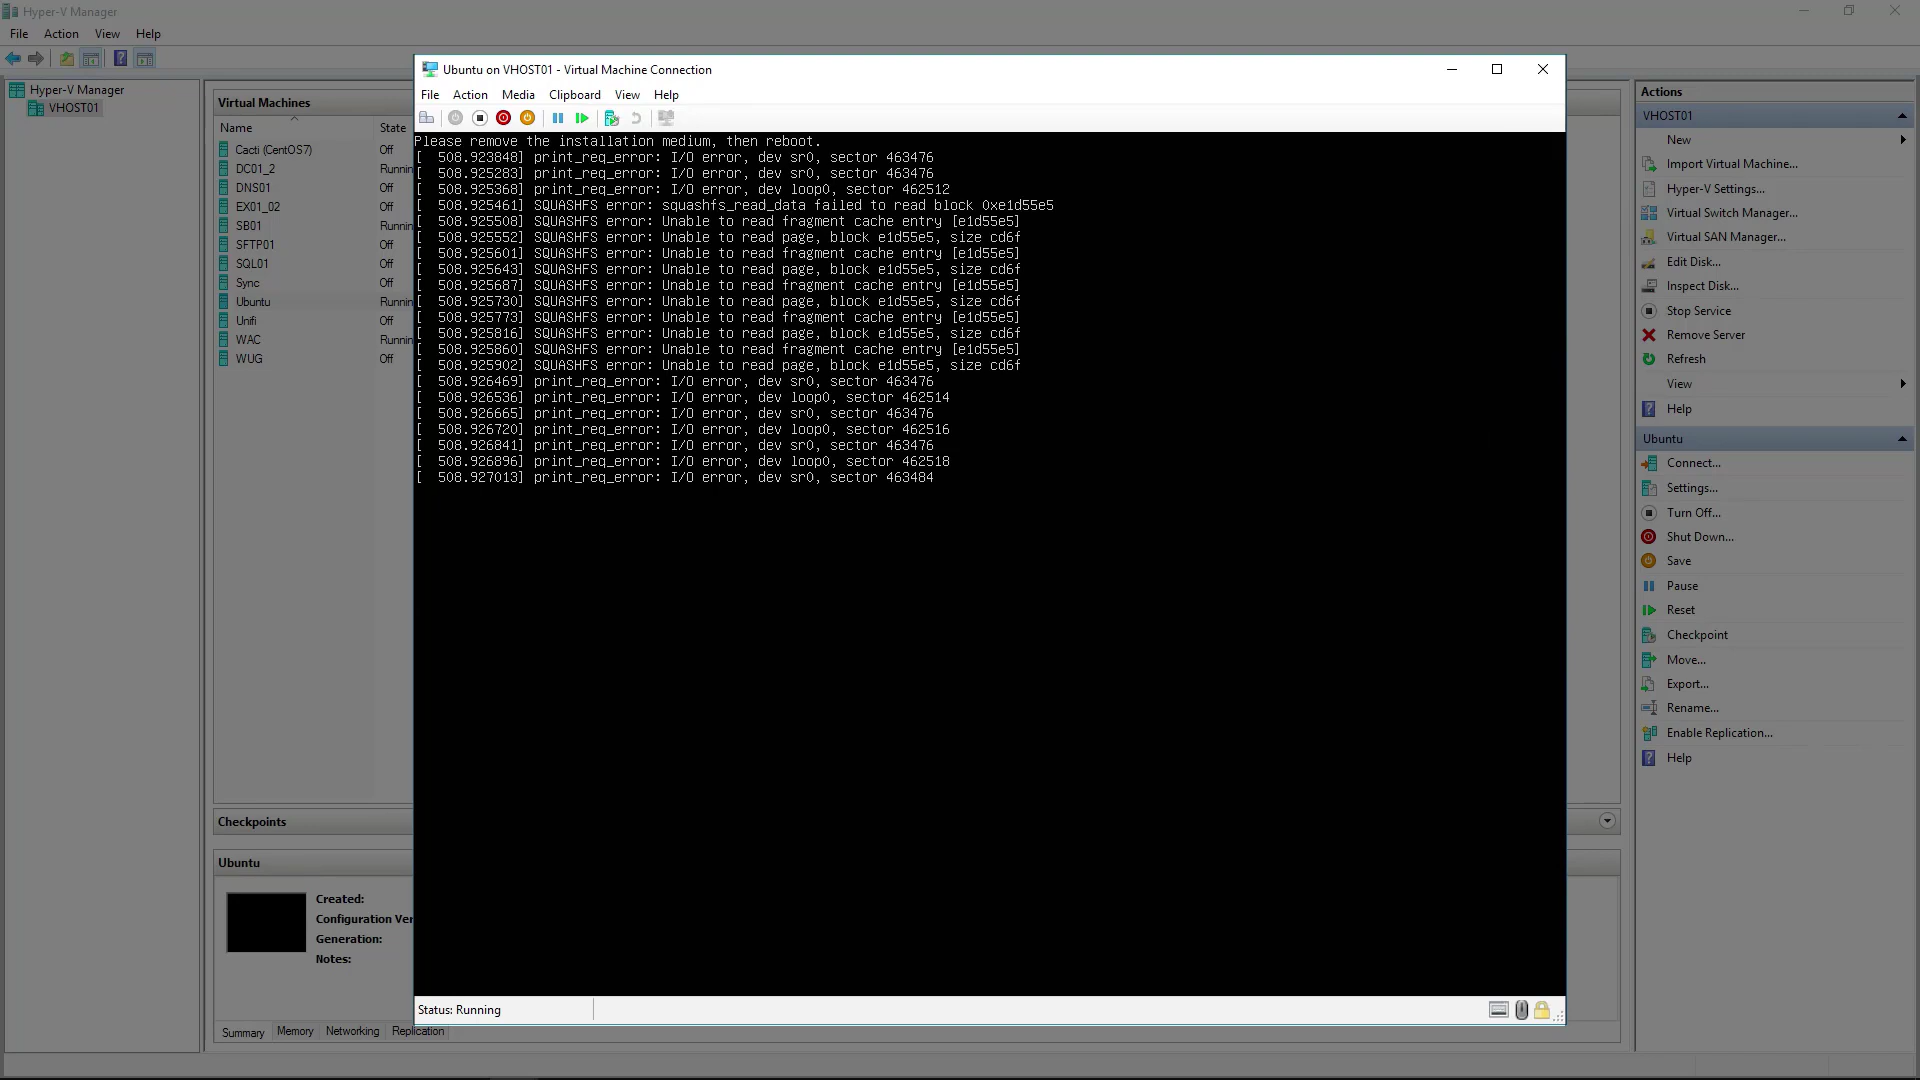 Hyper-V Manager
File Action View Help
Hyper-V Manager
VHOST01
Virtual Machines
Name State
Cacti (CentOS7) Off
DC01_2 Runnin
DNS01 Off
EX01_02 Off
SB01 Runnin
SFTP01 Off
SQL01 Off
Sync Off
Ubuntu Runnin
Unifi Off
WAC Runnin
WUG Off
Checkpoints
Ubuntu
Created:
Configuration Ver
Generation:
Notes:
Summary Memory Networking Replication
Ubuntu on VHOST01 - Virtual Machine Connection
File Action Media Clipboard View Help
Please remove the installation medium, then reboot.
[  508.923848] print_req_error: I/O error, dev sr0, sector 463476
[  508.925283] print_req_error: I/O error, dev sr0, sector 463476
[  508.925368] print_req_error: I/O error, dev loop0, sector 462512
[  508.925461] SQUASHFS error: squashfs_read_data failed to read block 0xe1d55e5
[  508.925508] SQUASHFS error: Unable to read fragment cache entry [e1d55e5]
[  508.925552] SQUASHFS error: Unable to read page, block e1d55e5, size cd6f
[  508.925601] SQUASHFS error: Unable to read fragment cache entry [e1d55e5]
[  508.925643] SQUASHFS error: Unable to read page, block e1d55e5, size cd6f
[  508.925687] SQUASHFS error: Unable to read fragment cache entry [e1d55e5]
[  508.925730] SQUASHFS error: Unable to read page, block e1d55e5, size cd6f
[  508.925773] SQUASHFS error: Unable to read fragment cache entry [e1d55e5]
[  508.925816] SQUASHFS error: Unable to read page, block e1d55e5, size cd6f
[  508.925860] SQUASHFS error: Unable to read fragment cache entry [e1d55e5]
[  508.925902] SQUASHFS error: Unable to read page, block e1d55e5, size cd6f
[  508.926469] print_req_error: I/O error, dev sr0, sector 463476
[  508.926536] print_req_error: I/O error, dev loop0, sector 462514
[  508.926665] print_req_error: I/O error, dev sr0, sector 463476
[  508.926720] print_req_error: I/O error, dev loop0, sector 462516
[  508.926841] print_req_error: I/O error, dev sr0, sector 463476
[  508.926896] print_req_error: I/O error, dev loop0, sector 462518
[  508.927013] print_req_error: I/O error, dev sr0, sector 463484
Status: Running
Actions
VHOST01
New
Import Virtual Machine...
Hyper-V Settings...
Virtual Switch Manager...
Virtual SAN Manager...
Edit Disk...
Inspect Disk...
Stop Service
Remove Server
Refresh
View
Help
Ubuntu
Connect...
Settings...
Turn Off...
Shut Down...
Save
Pause
Reset
Checkpoint
Move...
Export...
Rename...
Enable Replication...
Help